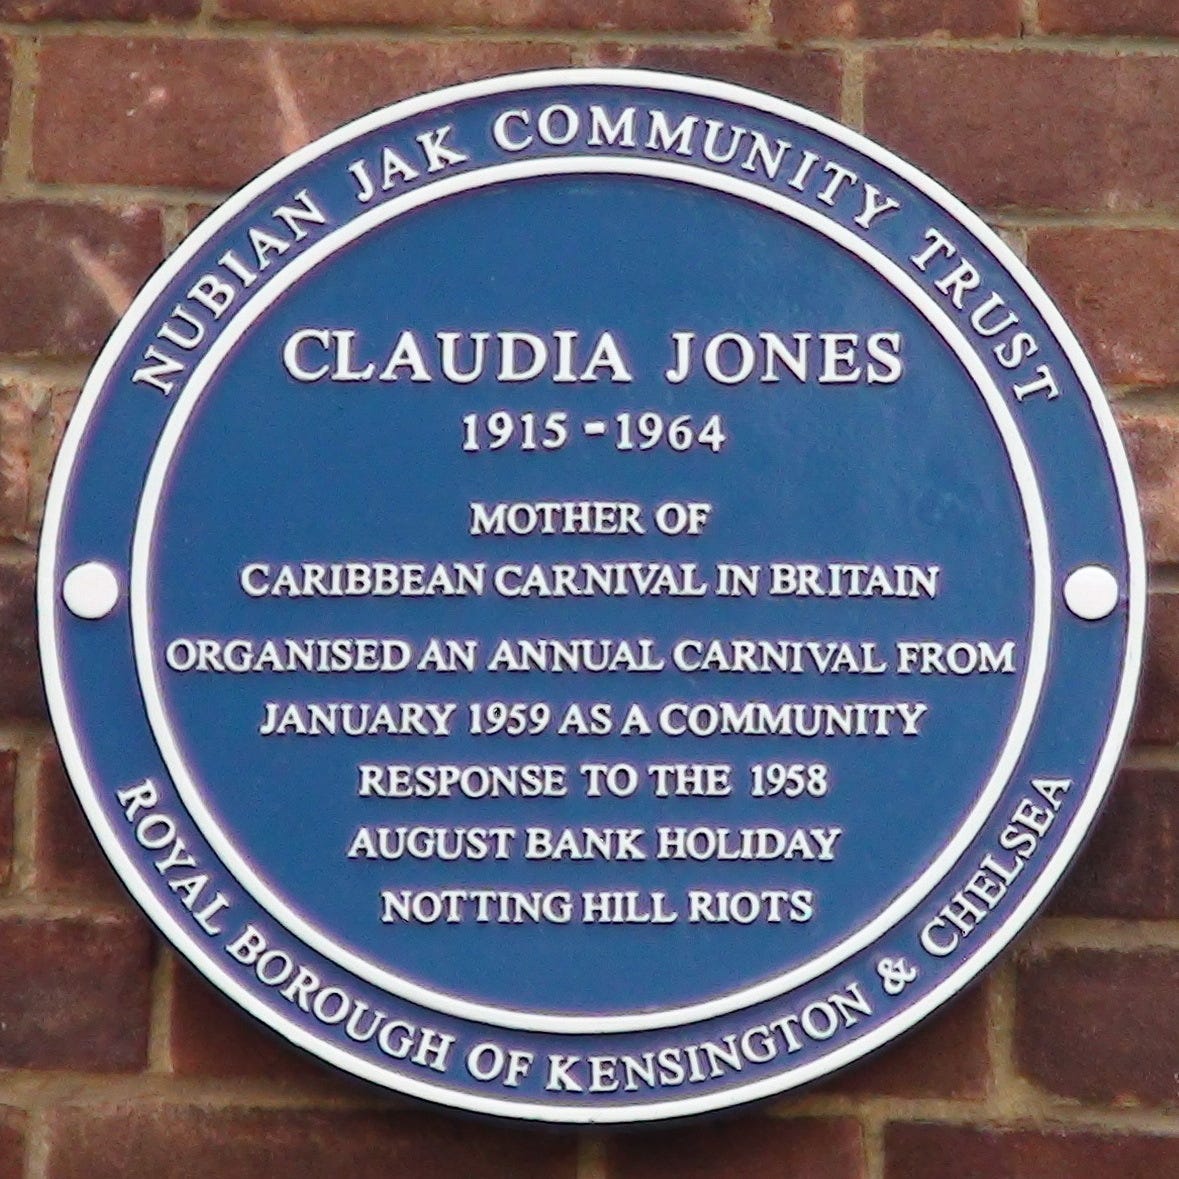 NUBIAN JAK COMMUNITY TRUST
CLAUDIA JONES
1915 - 1964
MOTHER OF
CARIBBEAN CARNIVAL IN BRITAIN
ORGANISED AN ANNUAL CARNIVAL FROM
JANUARY 1959 AS A COMMUNITY
RESPONSE TO THE 1958
AUGUST BANK HOLIDAY
NOTTING HILL RIOTS
ROYAL BOROUGH OF KENSINGTON & CHELSEA